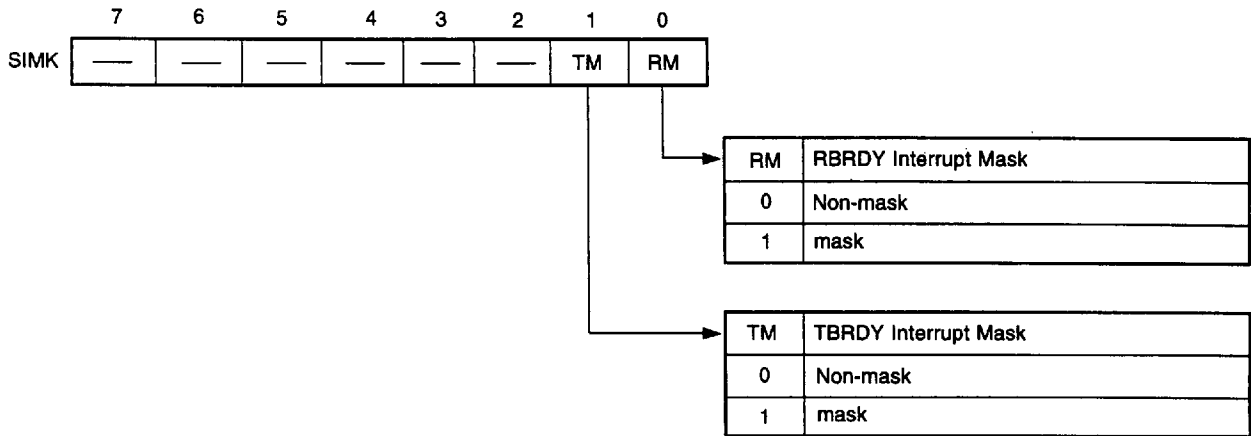 7 6 5 4 3 2 1 0
SIMK — — — — — — TM RM
RM RBRDY Interrupt Mask
0 Non-mask
1 mask
TM TBRDY Interrupt Mask
0 Non-mask
1 mask